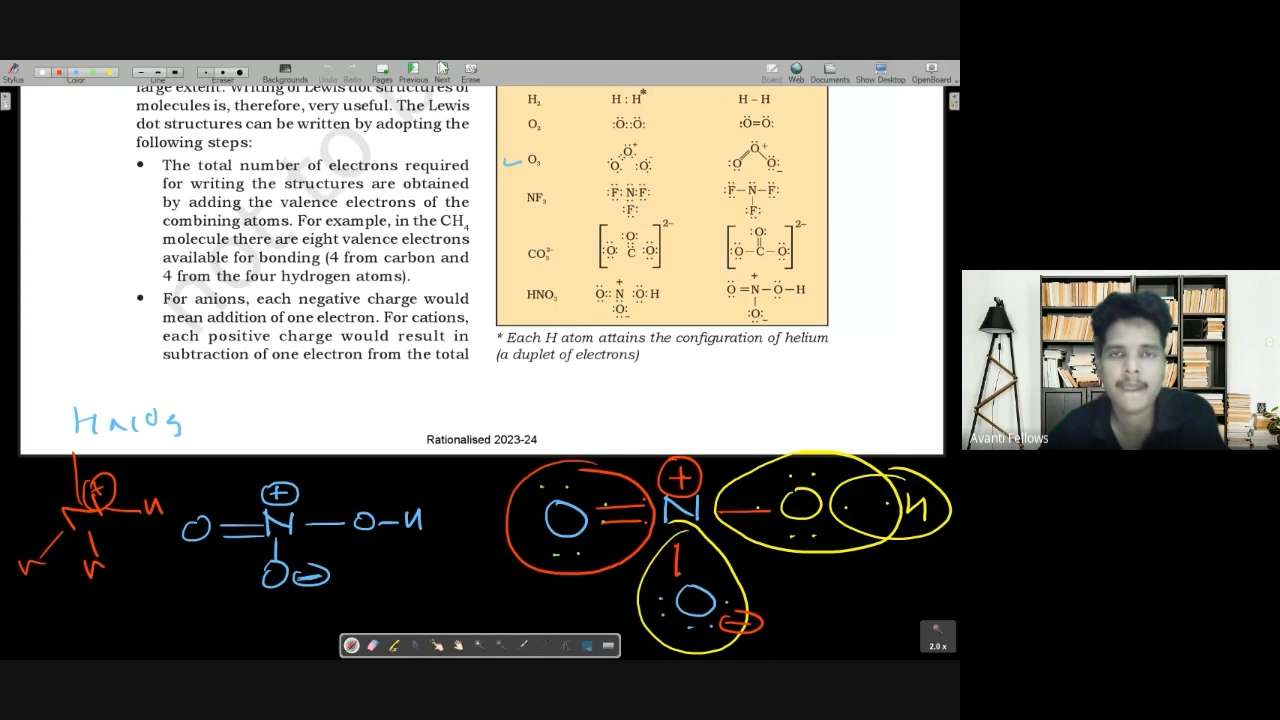 Stylus Color Line Eraser Backgrounds Undo Redo Pages Previous Next Erase Board Web Documents Show Desktop OpenBoard
large extent. Writing of Lewis dot structures of
molecules is, therefore, very useful. The Lewis
dot structures can be written by adopting the
following steps:
• The total number of electrons required
for writing the structures are obtained
by adding the valence electrons of the
combining atoms. For example, in the CH₄
molecule there are eight valence electrons
available for bonding (4 from carbon and
4 from the four hydrogen atoms).
• For anions, each negative charge would
mean addition of one electron. For cations,
each positive charge would result in
subtraction of one electron from the total
not to
H₂ H : H* H – H
O₂ :Ö::Ö: :Ö=Ö:
O₃ O + O O - O + O O -
NF₃ :F: N :F: :F: :F–N–F: :F:
CO₃²⁻ [:O: :O: C :O:]²⁻ [:O: :O–C–O:]²⁻
HNO₃ + O:: N :O: H :O: - + O=N–O–H :O: -
* Each H atom attains the configuration of helium
(a duplet of electrons)
Rationalised 2023-24
+ N H
O = N + – O – H
O –
O = N + – O H
O –
Avanti Fellows
2.0 x